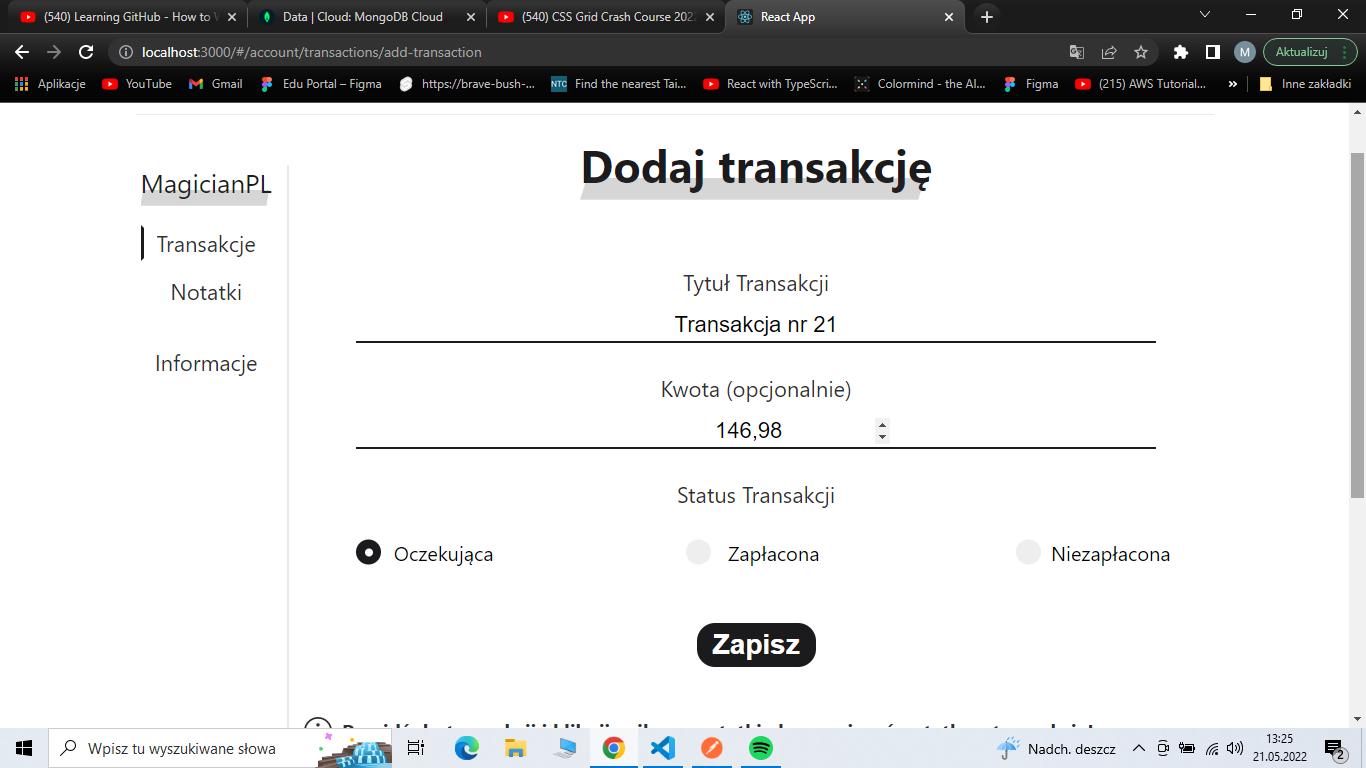 (540) Learning GitHub - How to W
Data | Cloud: MongoDB Cloud
(540) CSS Grid Crash Course 202
React App
localhost:3000/#/account/transactions/add-transaction
M
Aktualizuj
Aplikacje
YouTube
Gmail
Edu Portal – Figma
https://brave-bush-...
NTC
Find the nearest Tai...
React with TypeScri...
Colormind - the AI...
Figma
(215) AWS Tutorial...
»
Inne zakładki
MagicianPL
Transakcje
Notatki
Informacje
Dodaj transakcję
Tytuł Transakcji
Transakcja nr 21
Kwota (opcjonalnie)
146,98
Status Transakcji
Oczekująca
Zapłacona
Niezapłacona
Zapisz
Wpisz tu wyszukiwane słowa
Nadch. deszcz
13:25
21.05.2022
2